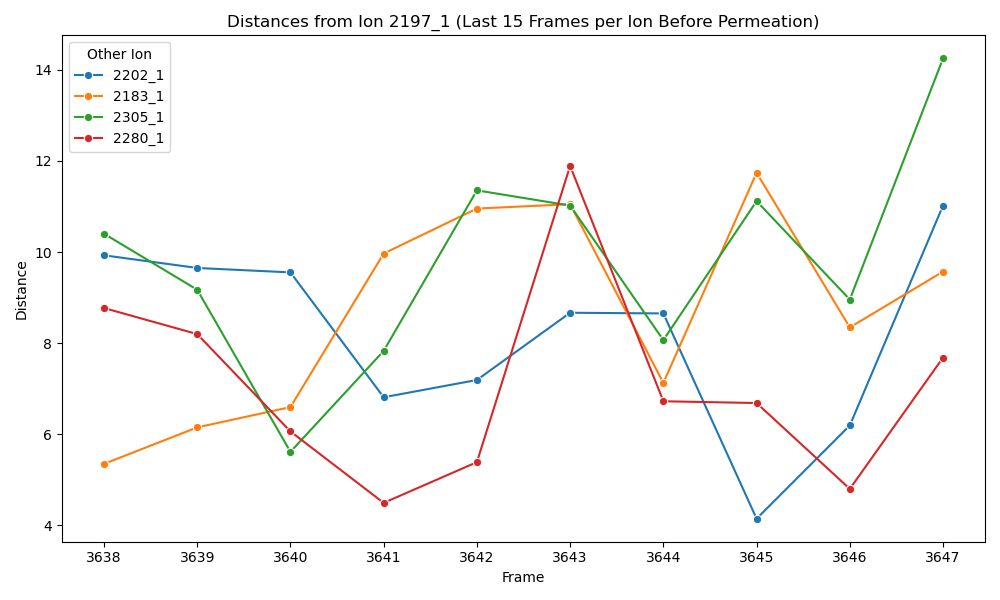 Distances from Ion 2197_1 (Last 15 Frames per Ion Before Permeation)
Other Ion
2202_1
2183_1
2305_1
2280_1
14
12
10
8
6
4
Distance
3638 3639 3640 3641 3642 3643 3644 3645 3646 3647
Frame